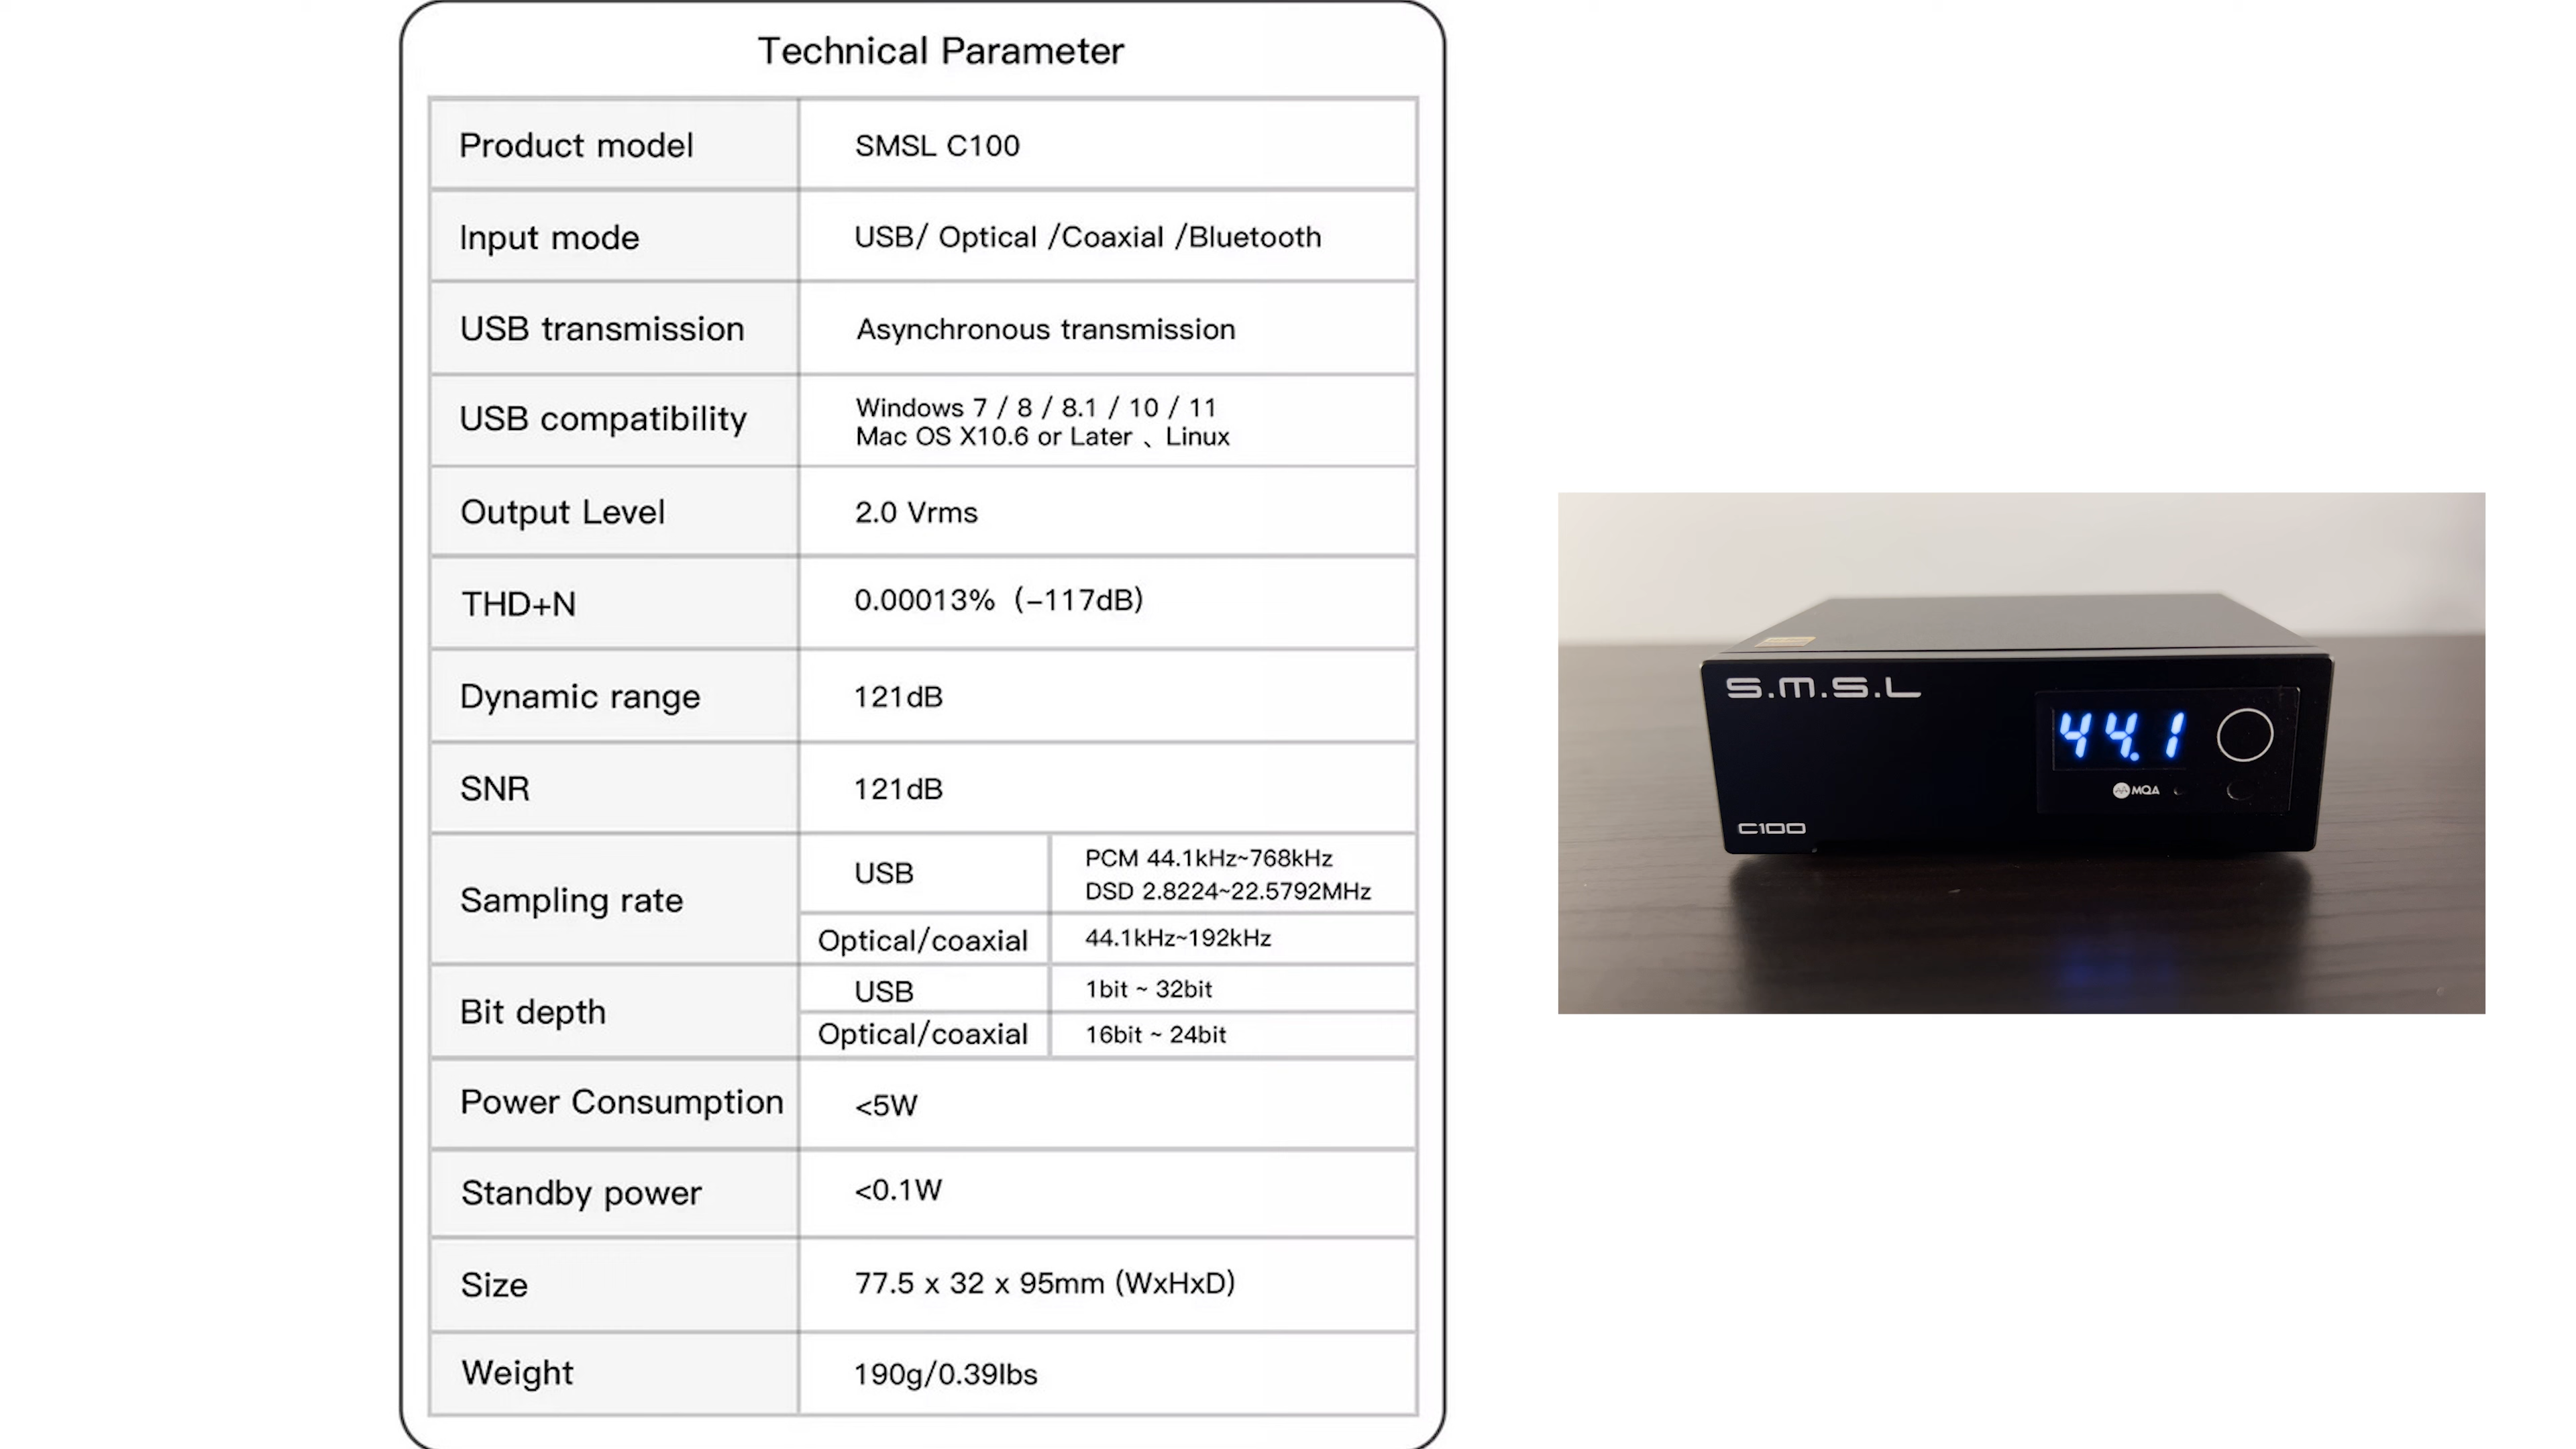 Technical Parameter
Product model
SMSL C100
Input mode
USB/ Optical /Coaxial /Bluetooth
USB transmission
Asynchronous transmission
USB compatibility
Windows 7 / 8 / 8.1 / 10 / 11
Mac OS X10.6 or Later 、Linux
Output Level
2.0 Vrms
THD+N
0.00013%（-117dB）
Dynamic range
121dB
SNR
121dB
Sampling rate
USB
PCM 44.1kHz~768kHz
DSD 2.8224~22.5792MHz
Optical/coaxial
44.1kHz~192kHz
Bit depth
USB
1bit ~ 32bit
Optical/coaxial
16bit ~ 24bit
Power Consumption
<5W
Standby power
<0.1W
Size
77.5 x 32 x 95mm (WxHxD)
Weight
190g/0.39lbs
S.M.S.L
44.1
MQA
C100